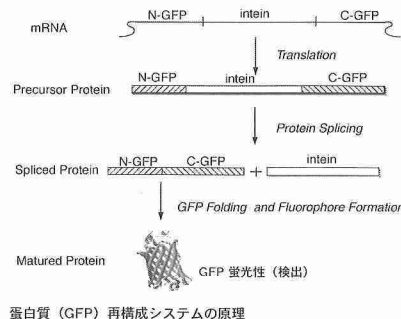 N-GFP intein C-GFP
mRNA
Translation
N-GFP intein C-GFP
Precursor Protein
Protein Splicing
N-GFP C-GFP intein
Spliced Protein +
GFP Folding and Fluorophore Formation
Matured Protein GFP 蛍光性（検出）
蛋白質（GFP）再構成システムの原理